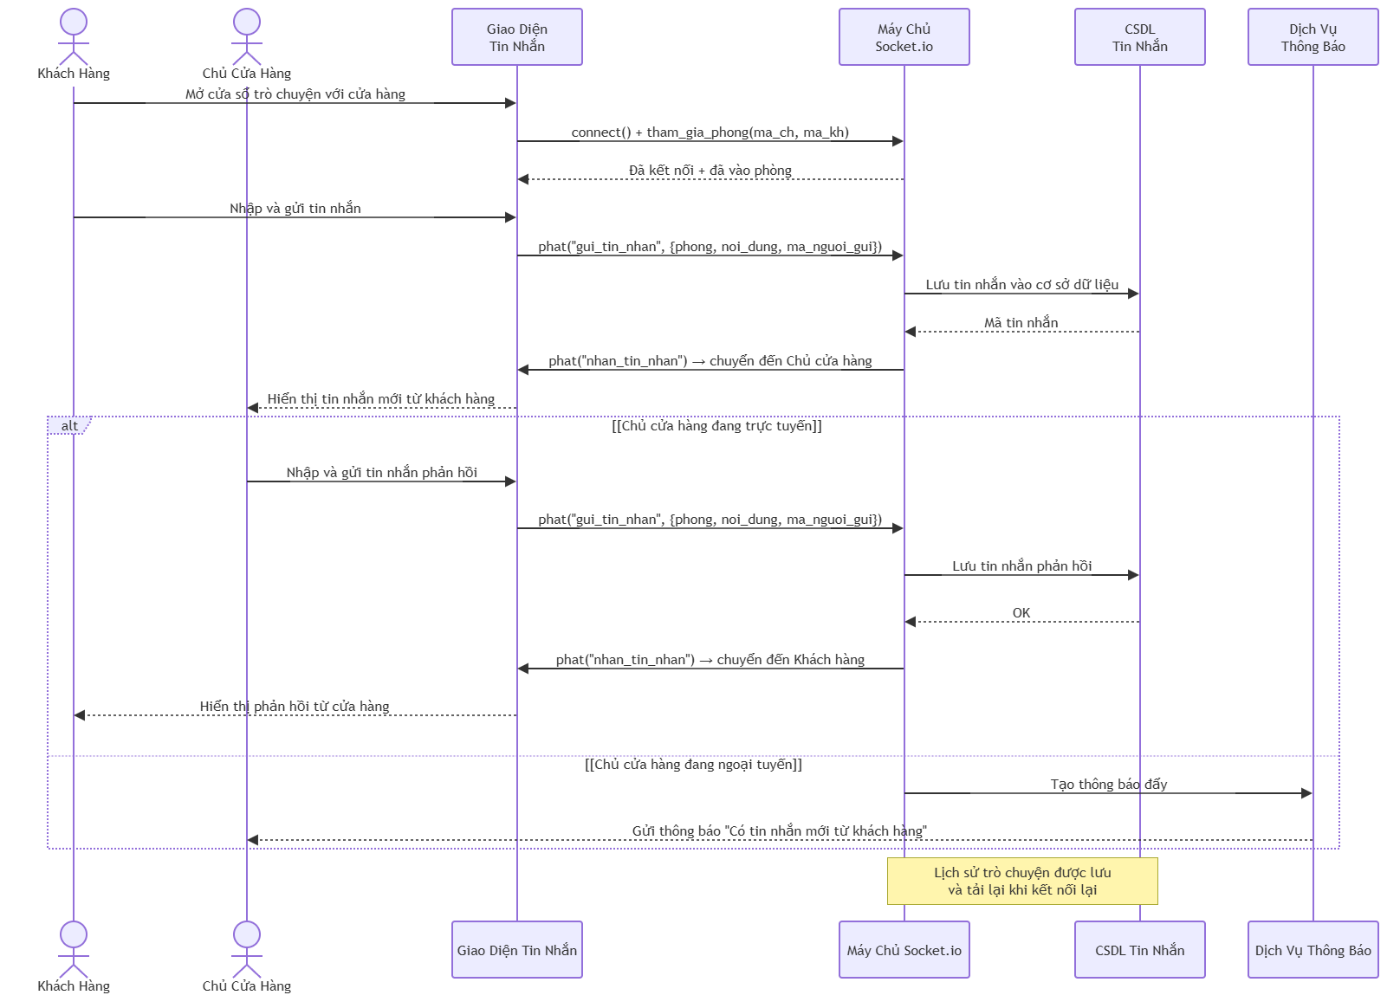 Khách Hàng
Chủ Cửa Hàng
Giao Diện
Tin Nhắn
Máy Chủ
Socket.io
CSDL
Tin Nhắn
Dịch Vụ
Thông Báo
Mở cửa sổ trò chuyện với cửa hàng
connect() + tham_gia_phong(ma_ch, ma_kh)
Đã kết nối + đã vào phòng
Nhập và gửi tin nhắn
phat("gui_tin_nhan", {phong, noi_dung, ma_nguoi_gui})
Lưu tin nhắn vào cơ sở dữ liệu
Mã tin nhắn
phat("nhan_tin_nhan") → chuyển đến Chủ cửa hàng
Hiển thị tin nhắn mới từ khách hàng
alt
[[Chủ cửa hàng đang trực tuyến]]
Nhập và gửi tin nhắn phản hồi
phat("gui_tin_nhan", {phong, noi_dung, ma_nguoi_gui})
Lưu tin nhắn phản hồi
OK
phat("nhan_tin_nhan") → chuyển đến Khách hàng
Hiển thị phản hồi từ cửa hàng
[[Chủ cửa hàng đang ngoại tuyến]]
Tạo thông báo đẩy
Gửi thông báo "Có tin nhắn mới từ khách hàng"
Lịch sử trò chuyện được lưu
và tải lại khi kết nối lại
Khách Hàng
Chủ Cửa Hàng
Giao Diện Tin Nhắn
Máy Chủ Socket.io
CSDL Tin Nhắn
Dịch Vụ Thông Báo